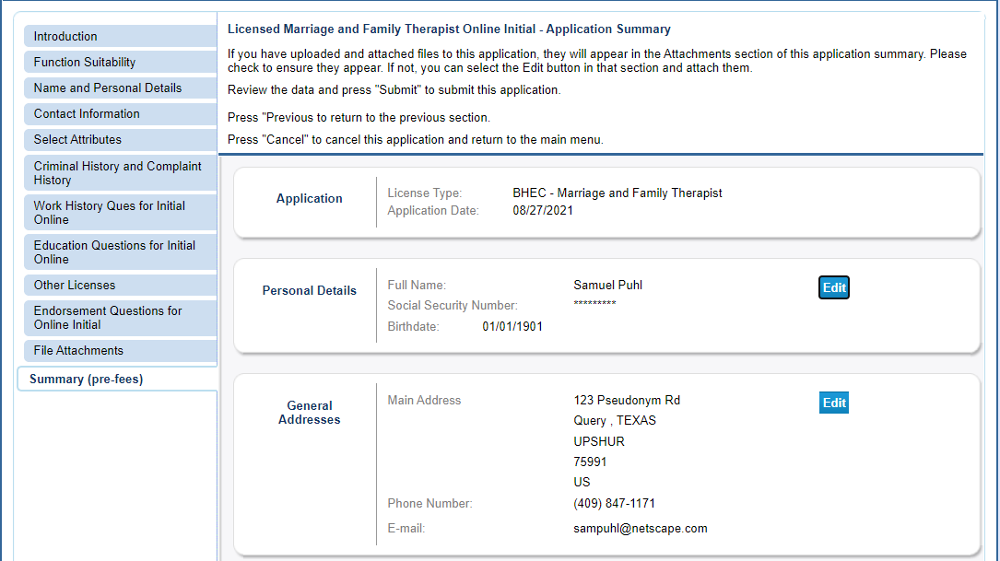 Introduction
Function Suitability
Name and Personal Details
Contact Information
Select Attributes
Criminal History and Complaint
History
Work History Ques for Initial
Online
Education Questions for Initial
Online
Other Licenses
Endorsement Questions for
Online Initial
File Attachments
Summary (pre-fees)
Licensed Marriage and Family Therapist Online Initial - Application Summary
If you have uploaded and attached files to this application, they will appear in the Attachments section of this application summary. Please
check to ensure they appear. If not, you can select the Edit button in that section and attach them.
Review the data and press "Submit" to submit this application.
Press "Previous to return to the previous section.
Press "Cancel" to cancel this application and return to the main menu.
Application
License Type: BHEC - Marriage and Family Therapist
Application Date: 08/27/2021
Personal Details
Full Name: Samuel Puhl
Edit
Social Security Number: *********
Birthdate: 01/01/1901
General
Addresses
Main Address 123 Pseudonym Rd
Edit
Query , TEXAS
UPSHUR
75991
US
Phone Number: (409) 847-1171
E-mail: sampuhl@netscape.com